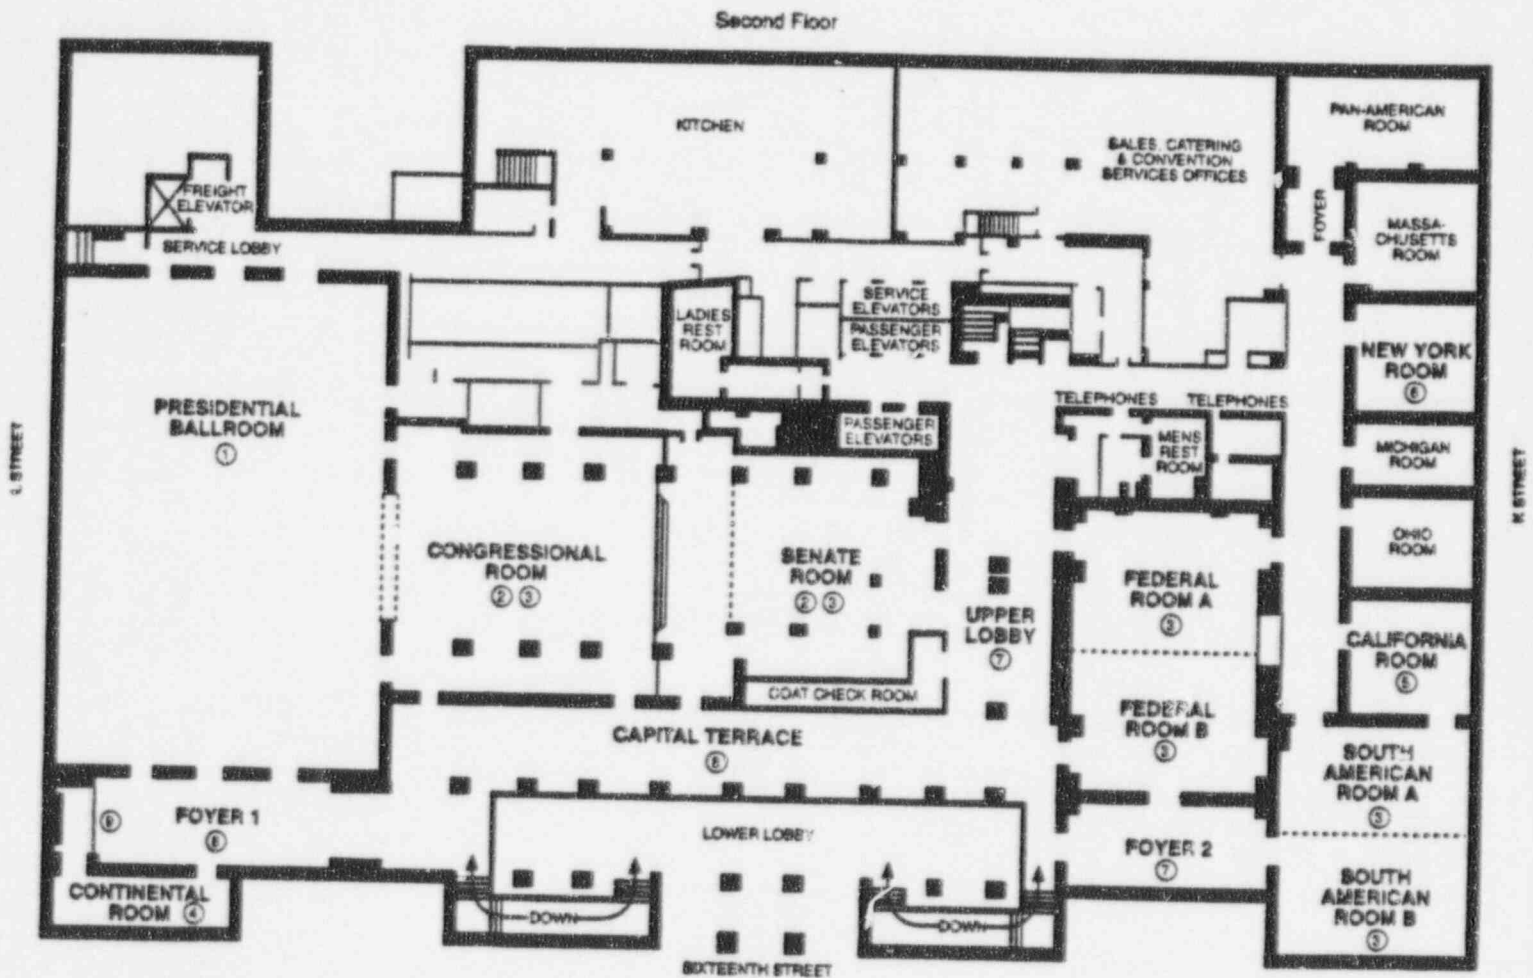 Second Floor
KITCHEN
SALES, CATERING
& CONVENTION
SERVICES OFFICES
PAN-AMERICAN
ROOM
FREIGHT
ELEVATOR
SERVICE LOBBY
FOYER
MASSA-
CHUSETTS
ROOM
LADIES
REST
ROOM
SERVICE
ELEVATORS
PASSENGER
ELEVATORS
NEW YORK
ROOM
6
TELEPHONES
TELEPHONES
PRESIDENTIAL
BALLROOM
1
PASSENGER
ELEVATORS
MENS
REST
ROOM
MICHIGAN
ROOM
L STREET
K STREET
CONGRESSIONAL
ROOM
2 3
SENATE
ROOM
2 3
UPPER
LOBBY
7
FEDERAL
ROOM A
3
OHIO
ROOM
CALIFORNIA
ROOM
5
COAT CHECK ROOM
CAPITAL TERRACE
8
FEDERAL
ROOM B
3
SOUTH
AMERICAN
ROOM A
3
9
FOYER 1
8
LOWER LOBBY
FOYER 2
7
CONTINENTAL
ROOM 4
DOWN
DOWN
SOUTH
AMERICAN
ROOM B
3
SIXTEENTH STREET